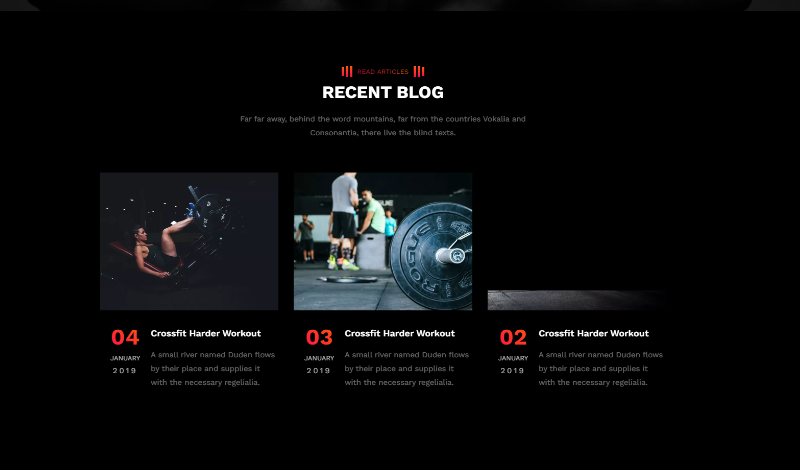 READ ARTICLES
RECENT BLOG
Far far away, behind the word mountains, far from the countries Vokalia and
Consonantia, there live the blind texts.
ROGUE
04
JANUARY
2019
Crossfit Harder Workout
A small river named Duden flows
by their place and supplies it
with the necessary regelialia.
03
JANUARY
2019
Crossfit Harder Workout
A small river named Duden flows
by their place and supplies it
with the necessary regelialia.
02
JANUARY
2019
Crossfit Harder Workout
A small river named Duden flows
by their place and supplies it
with the necessary regelialia.